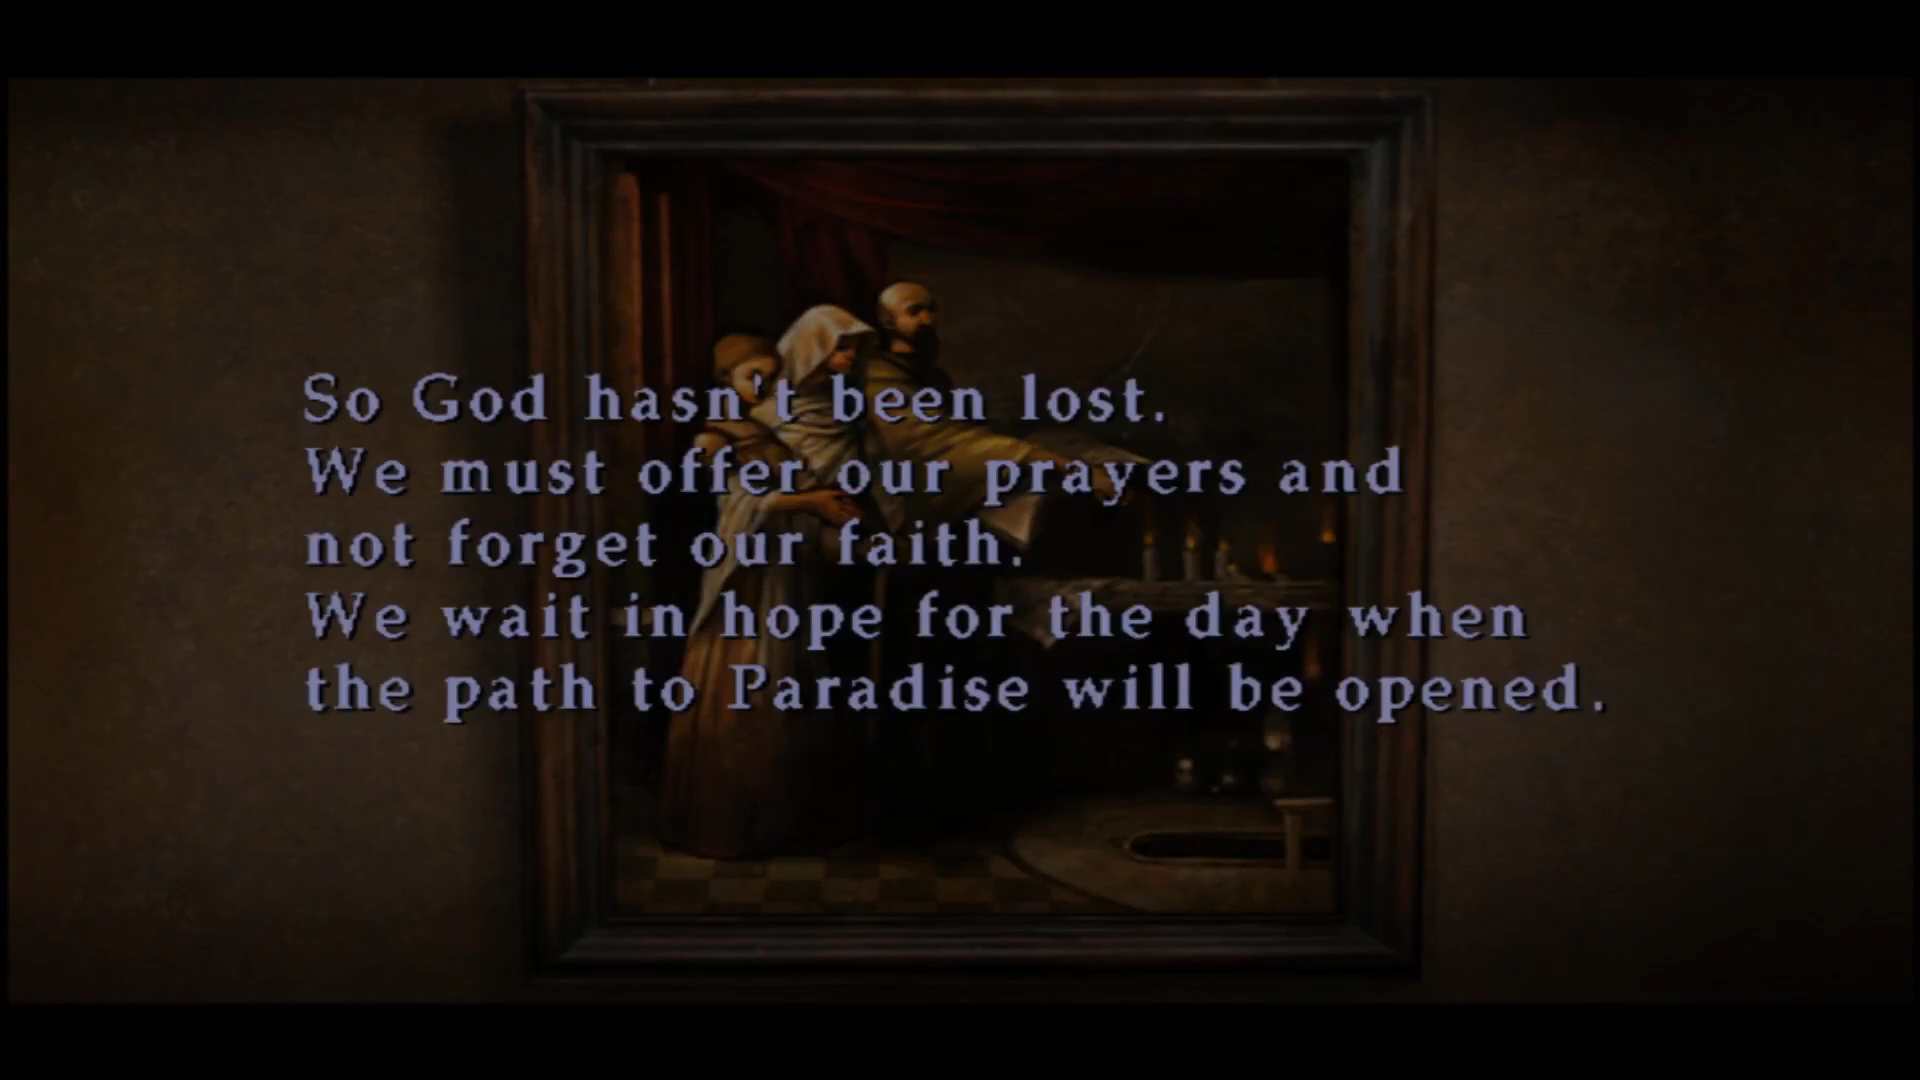 So God hasn't been lost.
We must offer our prayers and
not forget our faith.
We wait in hope for the day when
the path to Paradise will be opened.